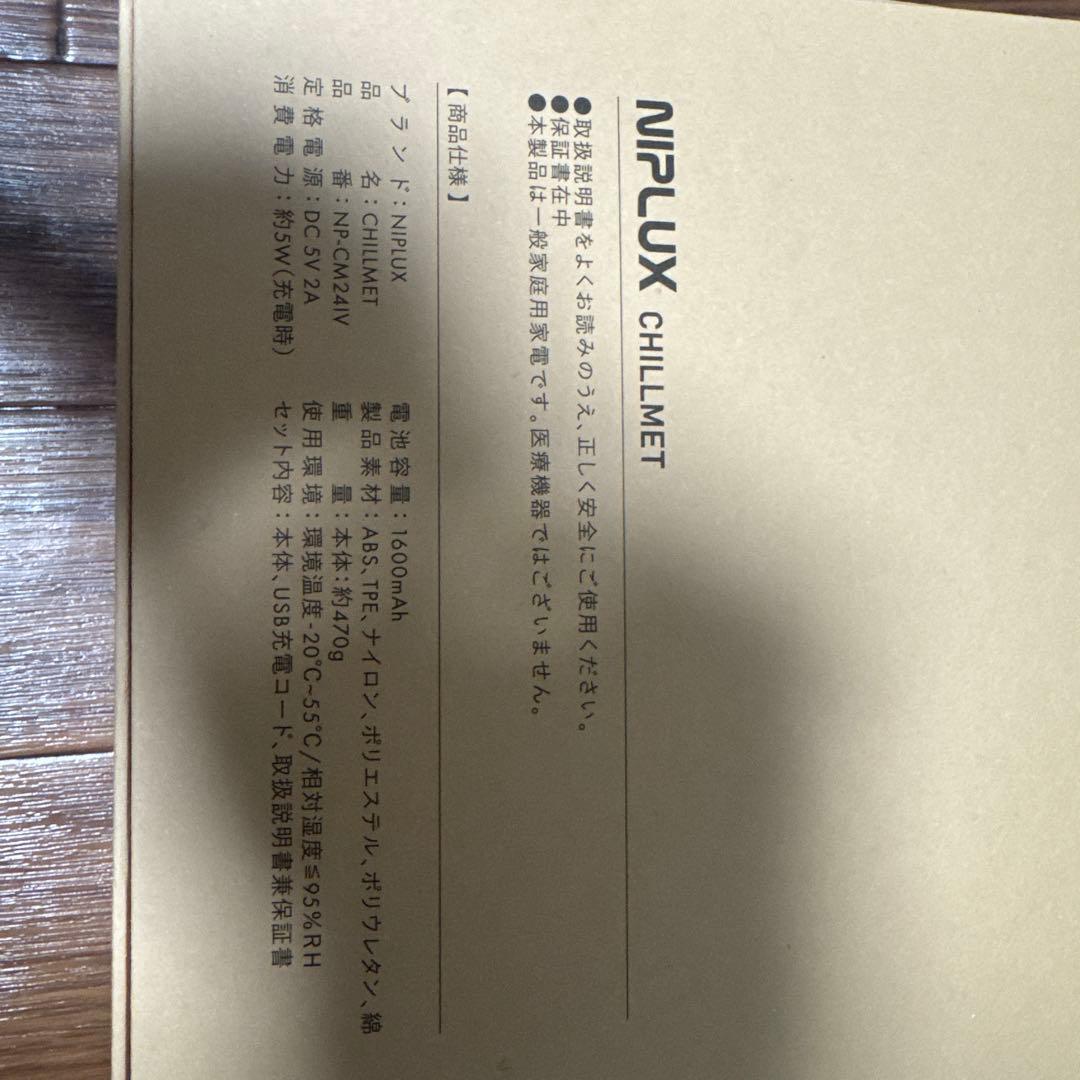 NIPLUX CHILLMET
●取扱説明書をよくお読みのうえ、正しく安全にご使用ください。
●保証書在中
●本製品は一般家庭用家電です。医療機器ではございません。
【商品仕様】
ブランド：NIPLUX
品名：CHILLMET
品番：NP-CM24IV
定格電源：DC 5V 2A
消費電力：約5W（充電時）
電池容量：1600mAh
製品素材：ABS、TPE、ナイロン、ポリエステル、ポリウレタン、綿
重量：本体：約470g
使用環境：環境温度-20℃~55℃/相対湿度≦95%RH
セット内容：本体、USB充電コード、取扱説明書兼保証書